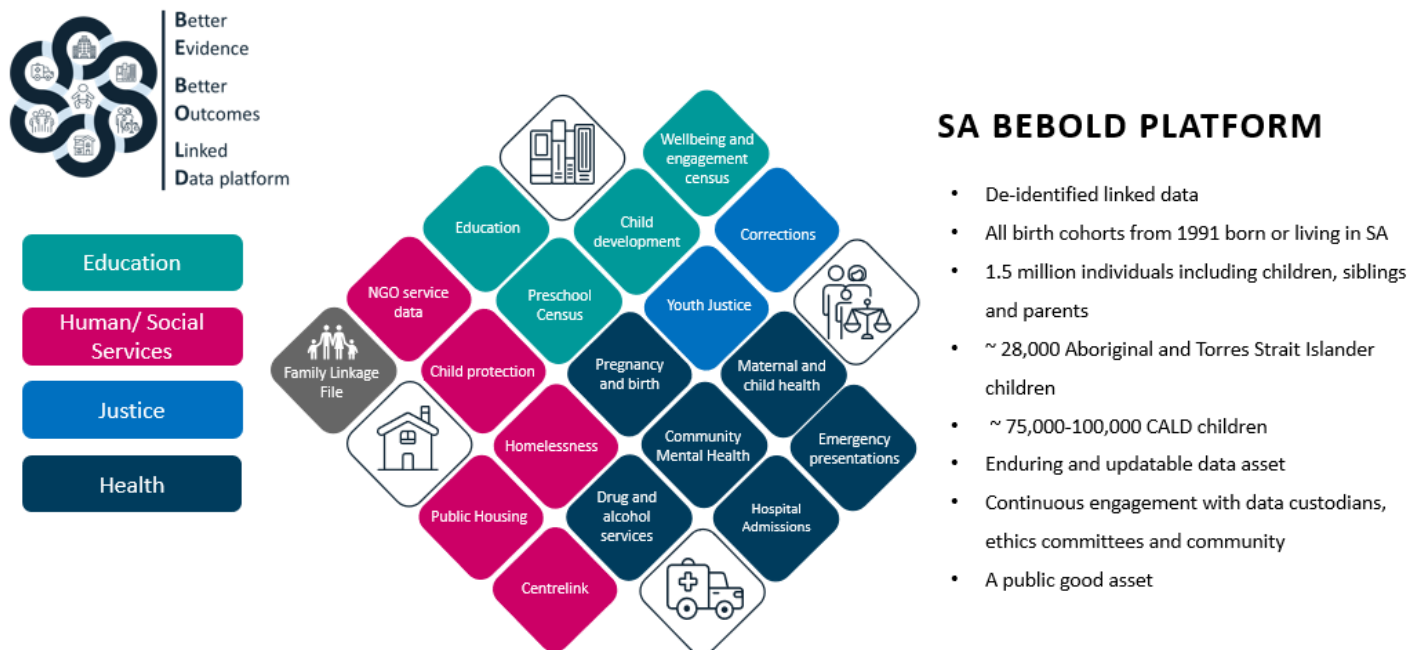 Better
Evidence
Better
Outcomes
Linked
Data platform
Education
Human/ Social
Services
Justice
Health
Wellbeing and
engagement
census
Education
Child
development
Corrections
NGO service
data
Preschool
Census
Youth Justice
Family Linkage
File
Child protection
Pregnancy
and birth
Maternal and
child health
Homelessness
Community
Mental Health
Emergency
presentations
Public Housing
Drug and
alcohol
services
Hospital
Admissions
Centrelink
SA BEBOLD PLATFORM
• De-identified linked data
• All birth cohorts from 1991 born or living in SA
• 1.5 million individuals including children, siblings
and parents
• ~ 28,000 Aboriginal and Torres Strait Islander
children
• ~ 75,000-100,000 CALD children
• Enduring and updatable data asset
• Continuous engagement with data custodians,
ethics committees and community
• A public good asset